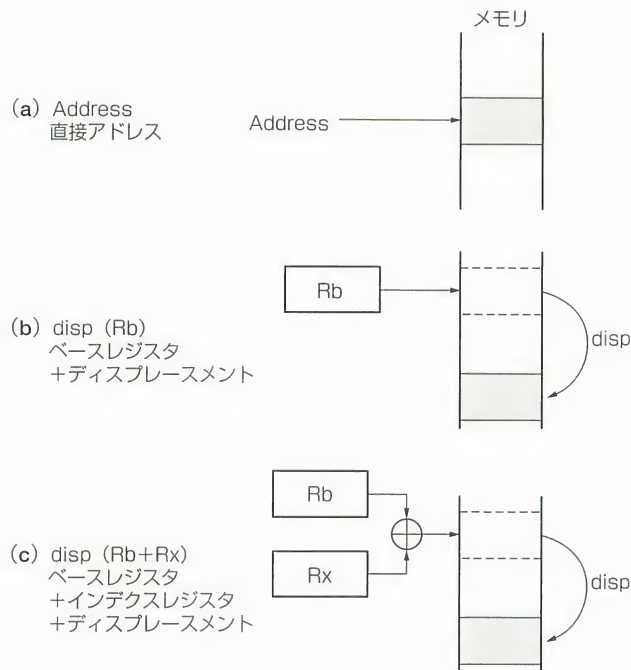 メモリ
(a) Address
直接アドレス
Address
Rb
(b) disp (Rb)
ベースレジスタ
+ディスプレースメント
disp
Rb
(c) disp (Rb+Rx)
ベースレジスタ
+インデクスレジスタ
+ディスプレースメント
Rx
disp